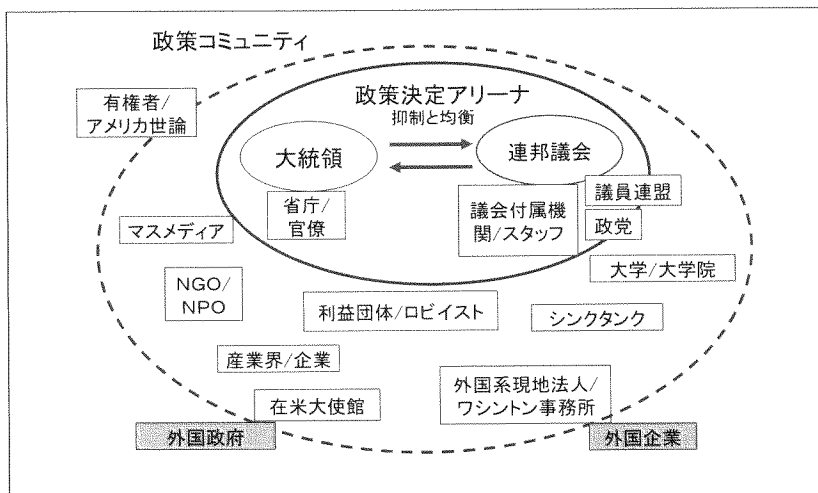 政策コミュニティ
有権者/
アメリカ世論
政策決定アリーナ
抑制と均衡
大統領
連邦議会
省庁/
官僚
議会付属機
関/スタッフ
議員連盟
政党
マスメディア
大学/大学院
NGO/
NPO
利益団体/ロビイスト
シンクタンク
産業界/企業
外国系現地法人/
ワシントン事務所
在米大使館
外国政府
外国企業